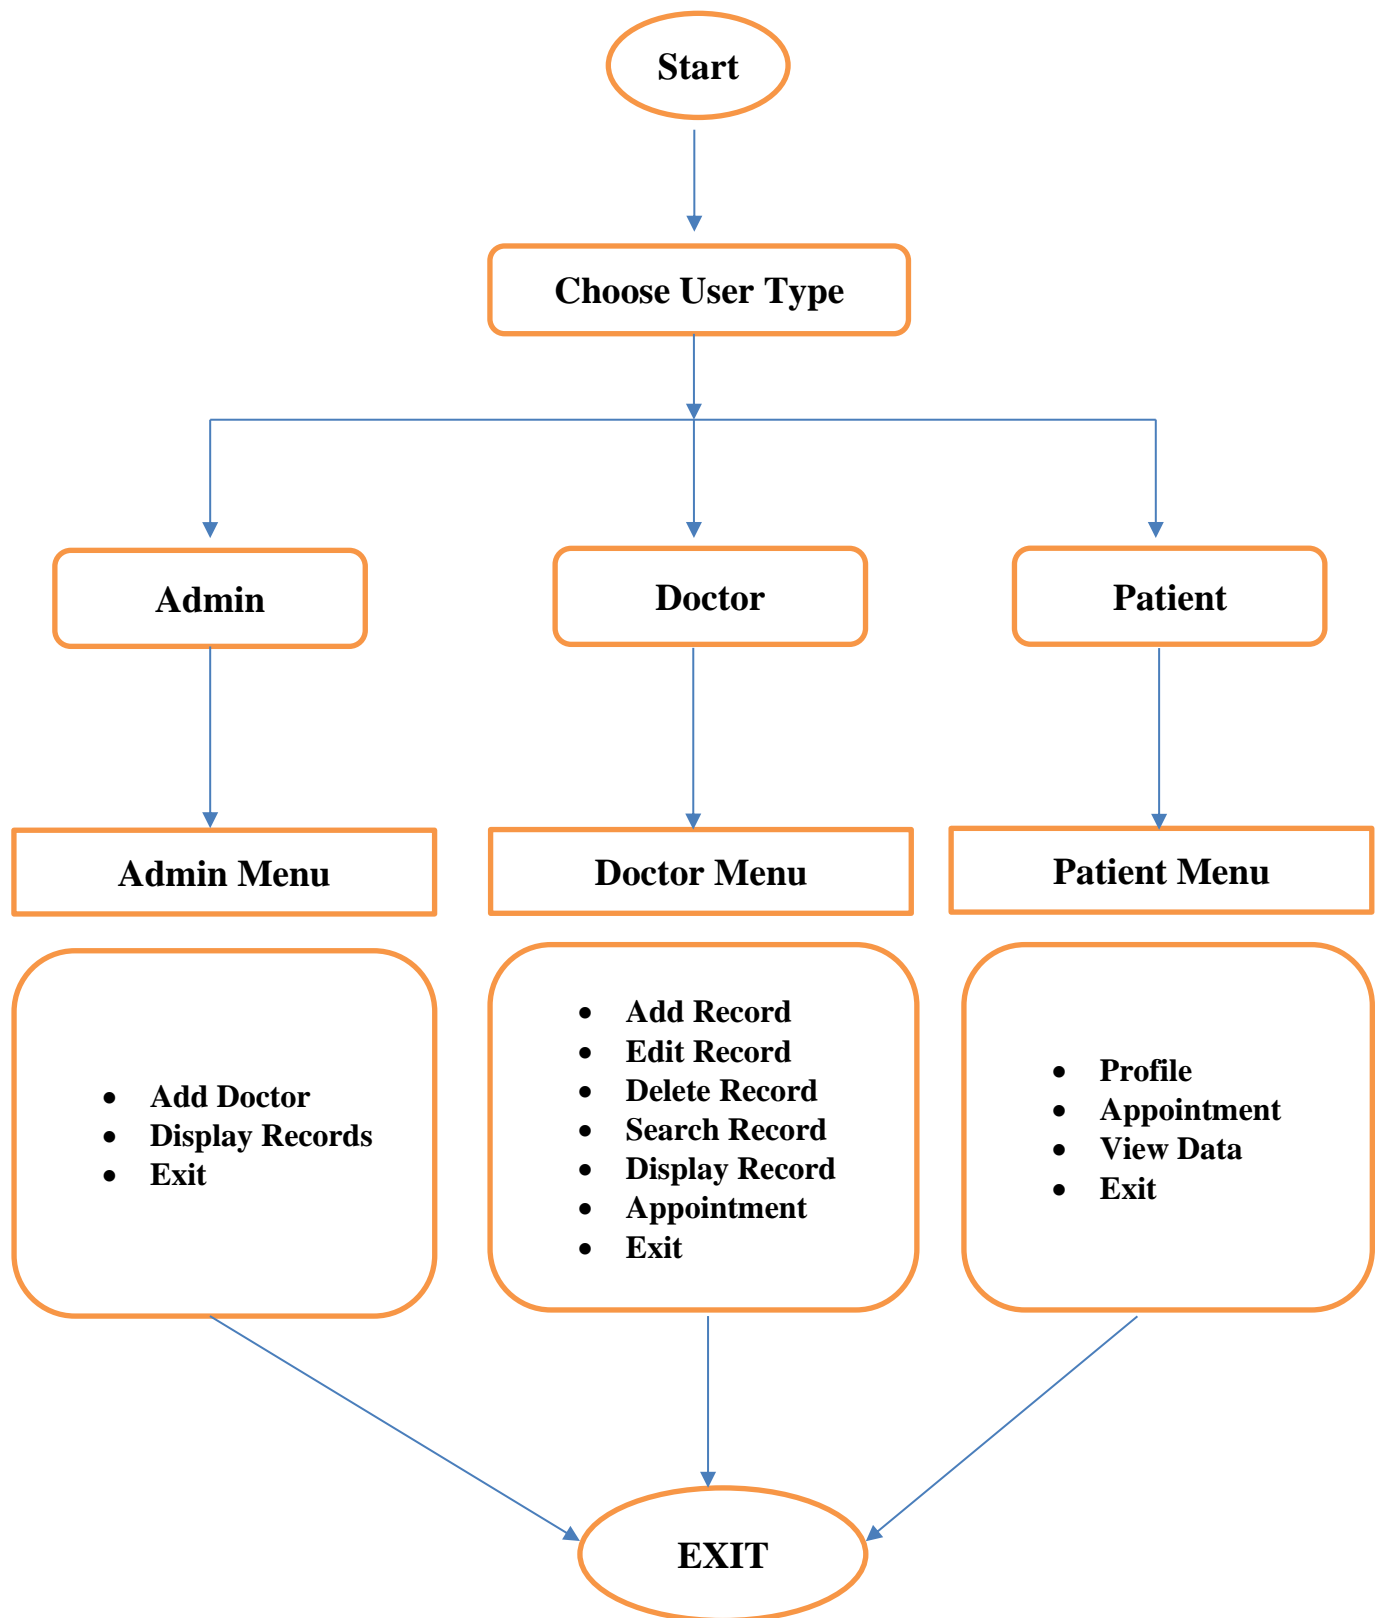 Start
Choose User Type
Admin
Doctor
Patient
Admin Menu
Doctor Menu
Patient Menu
• Add Doctor
• Display Records
• Exit
• Add Record
• Edit Record
• Delete Record
• Search Record
• Display Record
• Appointment
• Exit
• Profile
• Appointment
• View Data
• Exit
EXIT